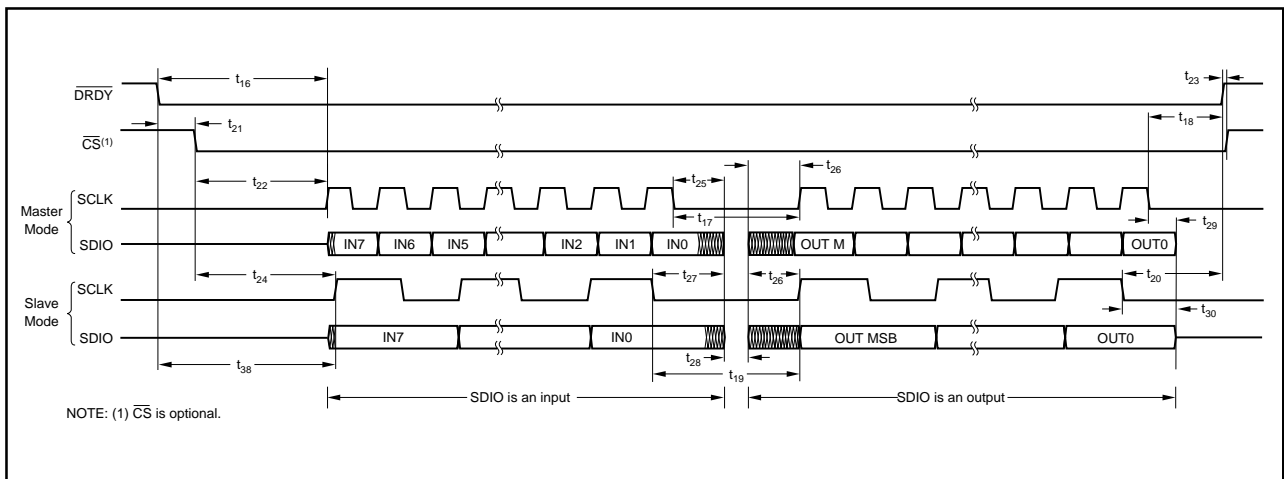 t16
t23
DRDY
t21
t18
CS(1)
t26
t22
t25
SCLK
Master
Mode
t17
SDIO
IN7 IN6 IN5 IN2 IN1 IN0 OUT M OUT0
t29
t24
t27
t26
t20
SCLK
Slave
Mode
t30
SDIO
IN7 IN0 OUT MSB OUT0
t28
t38
t19
SDIO is an input
SDIO is an output
NOTE: (1) CS is optional.